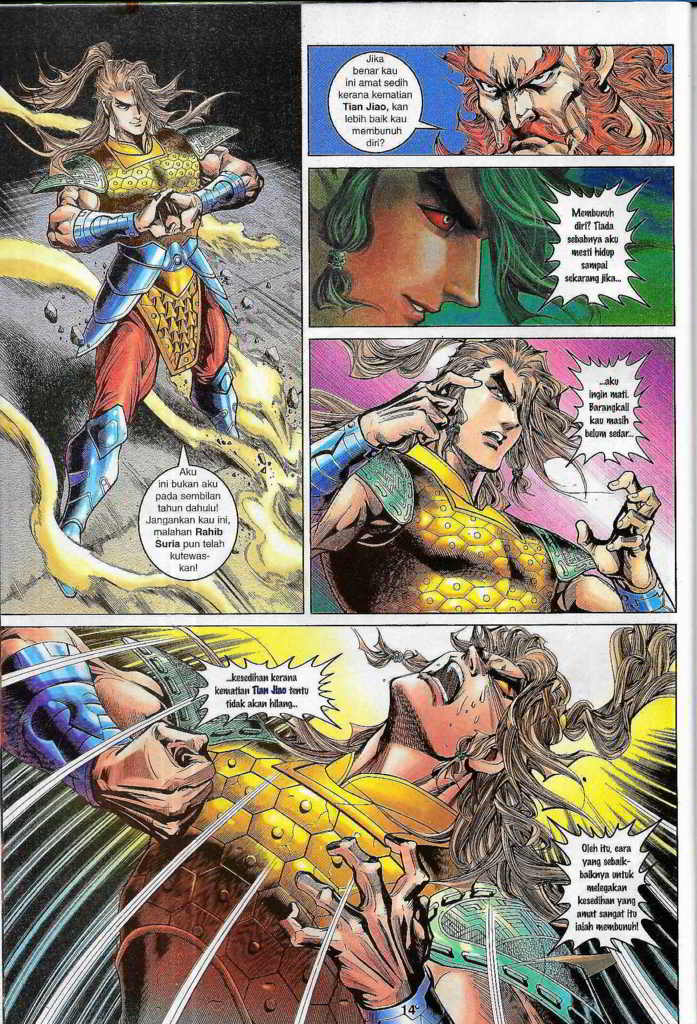 Jika
benar kau
ini amat sedih
kerana kematian
Tian Jiao, kan
lebih baik kau
membunuh
diri?
Membunuh
diri? Tiada
sebabnya aku
mesti hidup
sampai
sekarang jika...
...aku
ingin mati.
Barangkali
kau masih
belum sedar...
Aku
ini bukan aku
pada sembilan
tahun dahulu!
Jangankan kau ini,
malahan Rahib
Suria pun telah
kutewas-
kan!
...kesedihan kerana
kematian Tian Jiao tentu
tidak akan hilang...
Oleh itu, cara
yang sebaik-
baiknya untuk
melegakan
kesedihan yang
amat sangat itu
ialah membunuh!
14